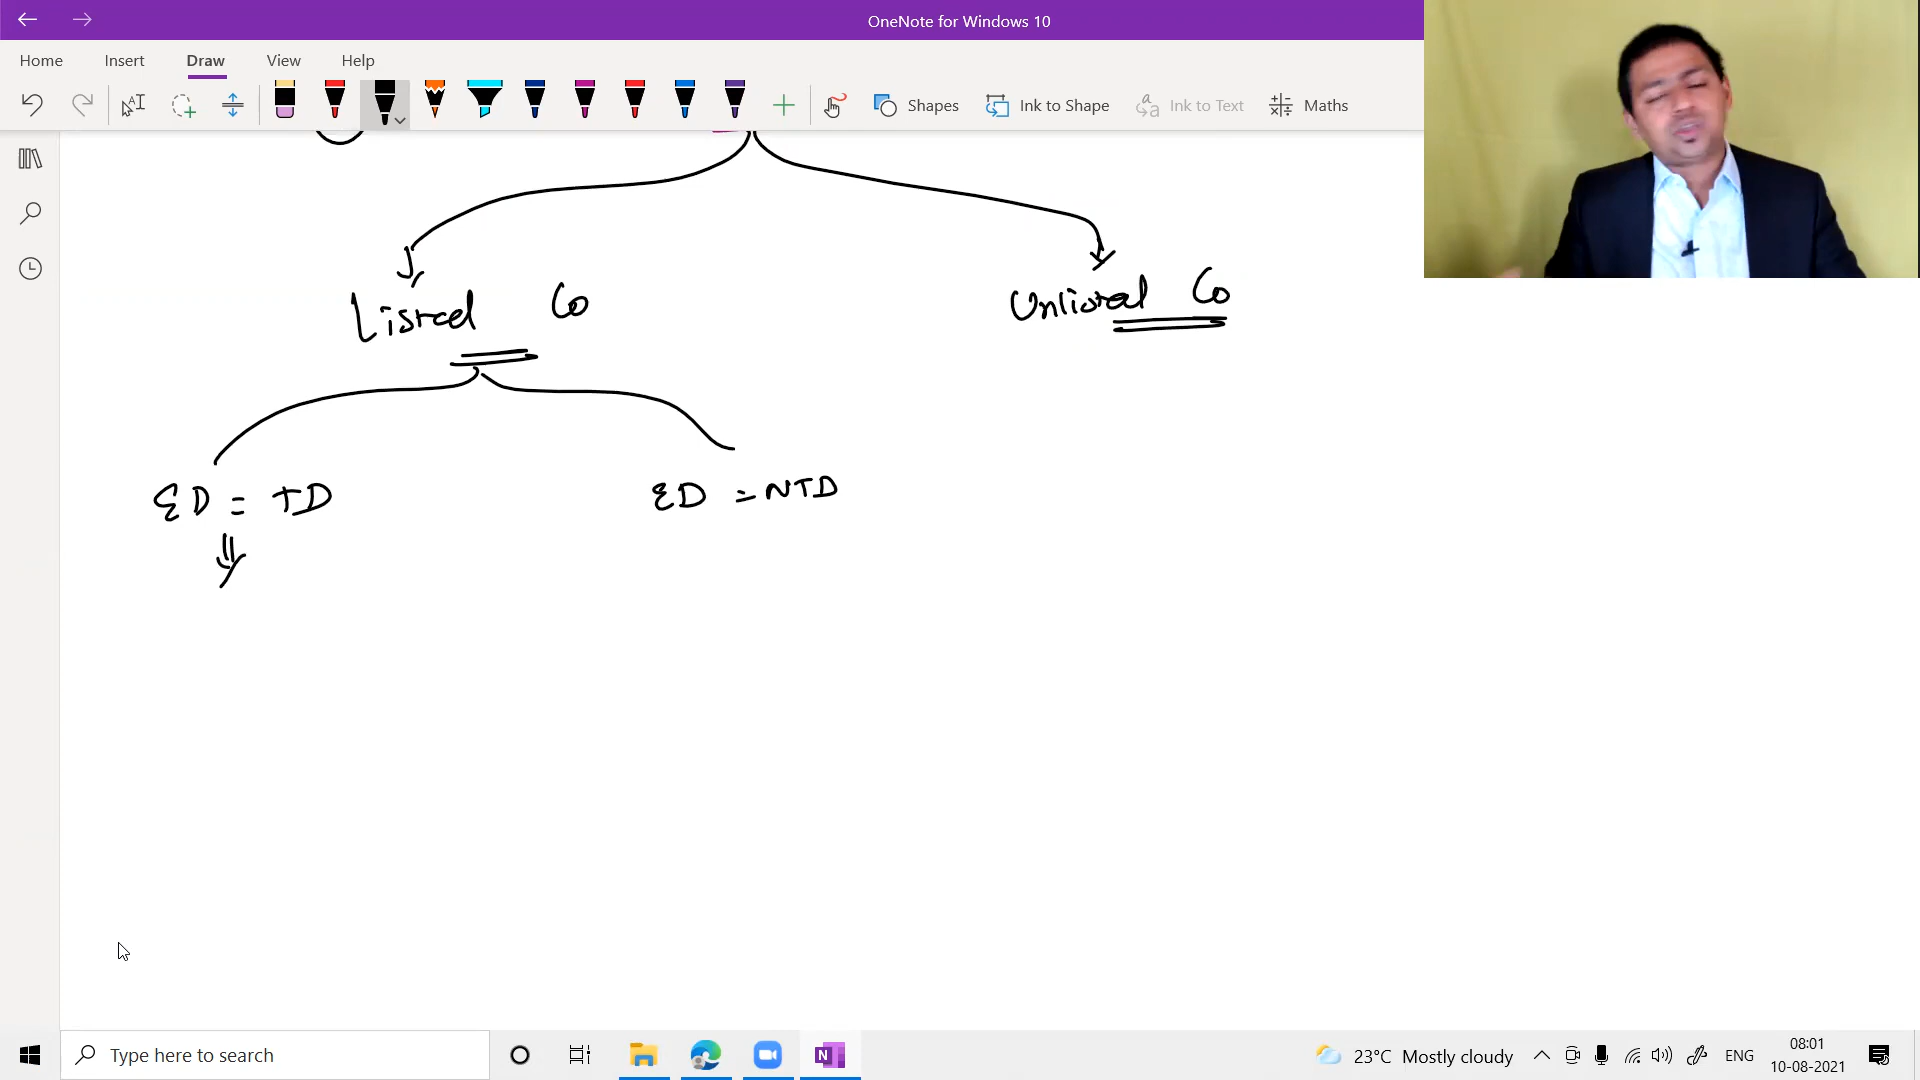 OneNote for Windows 10
Home Insert Draw View Help
Shapes Ink to Shape Ink to Text Maths
Listed Co
Unlisted Co
ED = TD
ED = NTD
Type here to search
23°C Mostly cloudy
ENG
08:01
10-08-2021